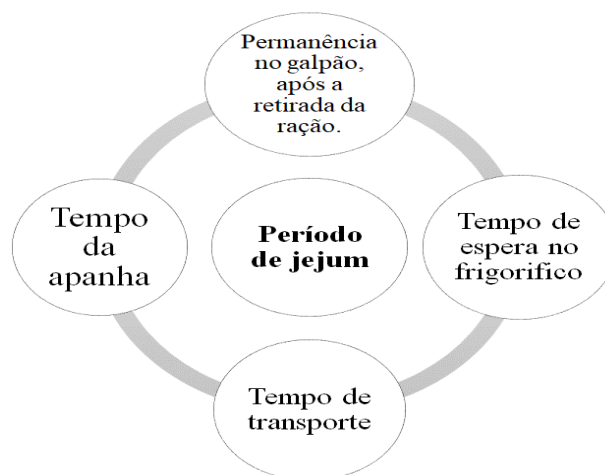 Permanência
no galpão,
após a
retirada da
ração.
Tempo
da
apanha
Período
de jejum
Tempo de
espera no
frigorifico
Tempo de
transporte